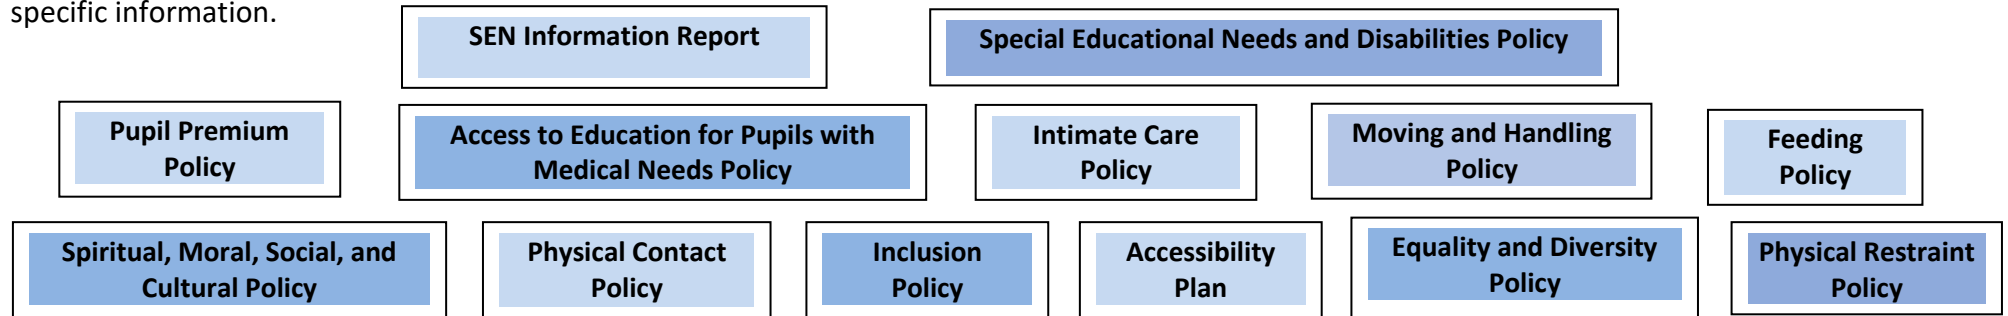 specific information.
SEN Information Report
Special Educational Needs and Disabilities Policy
Pupil Premium
Policy
Access to Education for Pupils with
Medical Needs Policy
Intimate Care
Policy
Moving and Handling
Policy
Feeding
Policy
Spiritual, Moral, Social, and
Cultural Policy
Physical Contact
Policy
Inclusion
Policy
Accessibility
Plan
Equality and Diversity
Policy
Physical Restraint
Policy